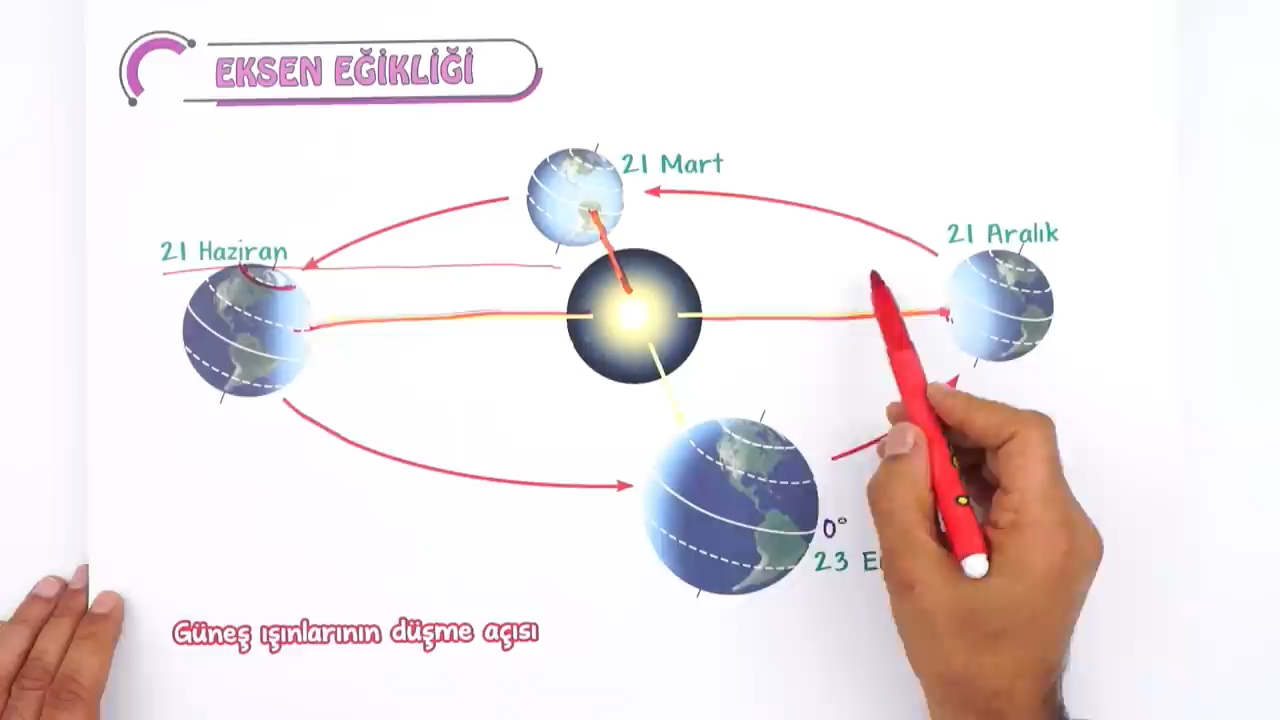 EKSEN EĞİKLİĞİ
21 Mart
21 Aralık
21 Haziran
0°
23
Güneş ışınlarının düşme açısı